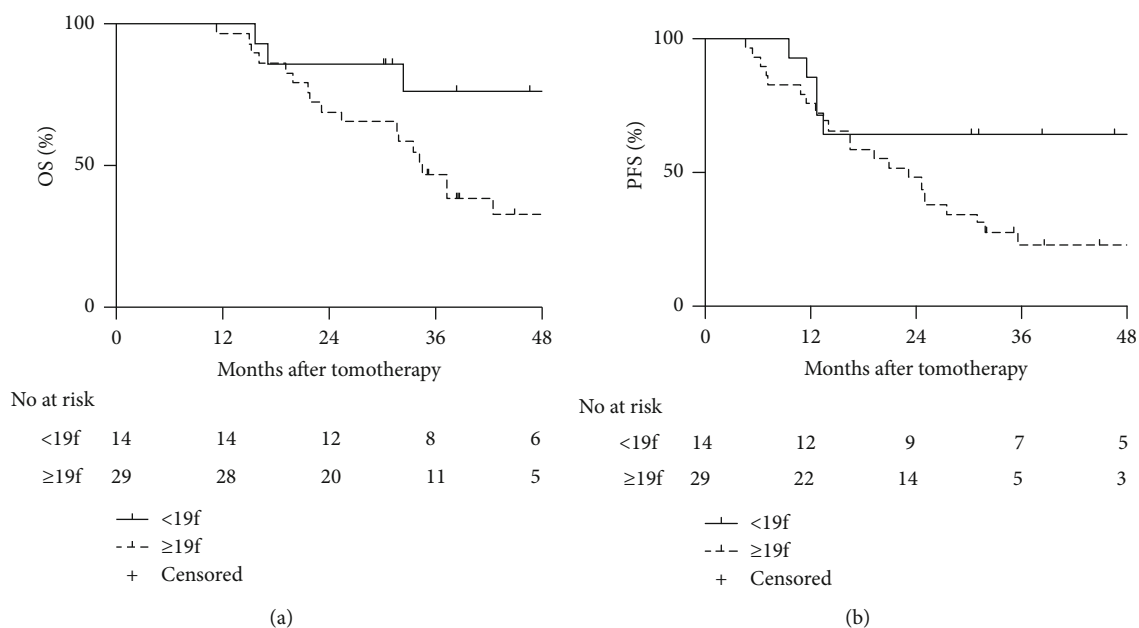 100
50
0
OS (%)
0 12 24 36 48
Months after tomotherapy
No at risk
<19f 14 14 12 8 6
≥19f 29 28 20 11 5
<19f
≥19f
+ Censored
(a)
100
50
0
PFS (%)
0 12 24 36 48
Months after tomotherapy
No at risk
<19f 14 12 9 7 5
≥19f 29 22 14 5 3
<19f
≥19f
+ Censored
(b)